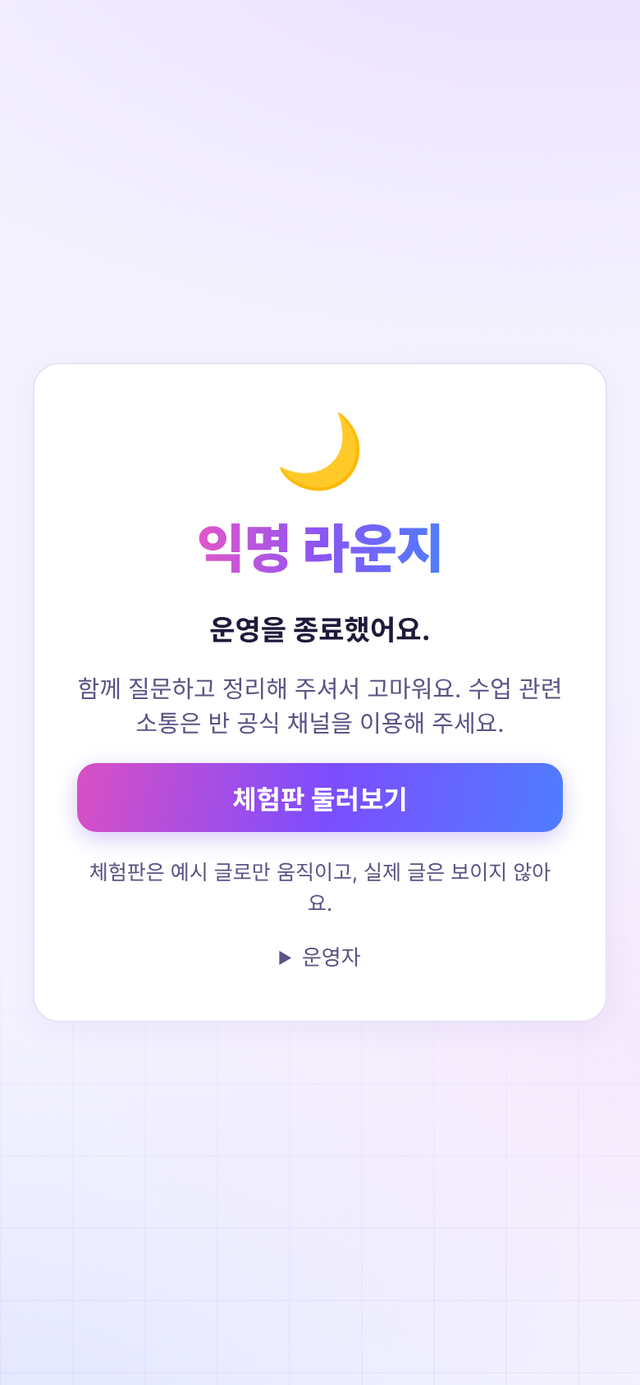 익명 라운지
운영을 종료했어요.
함께 질문하고 정리해 주셔서 고마워요. 수업 관련
소통은 반 공식 채널을 이용해 주세요.
체험판 둘러보기
체험판은 예시 글로만 움직이고, 실제 글은 보이지 않아
요.
▶ 운영자